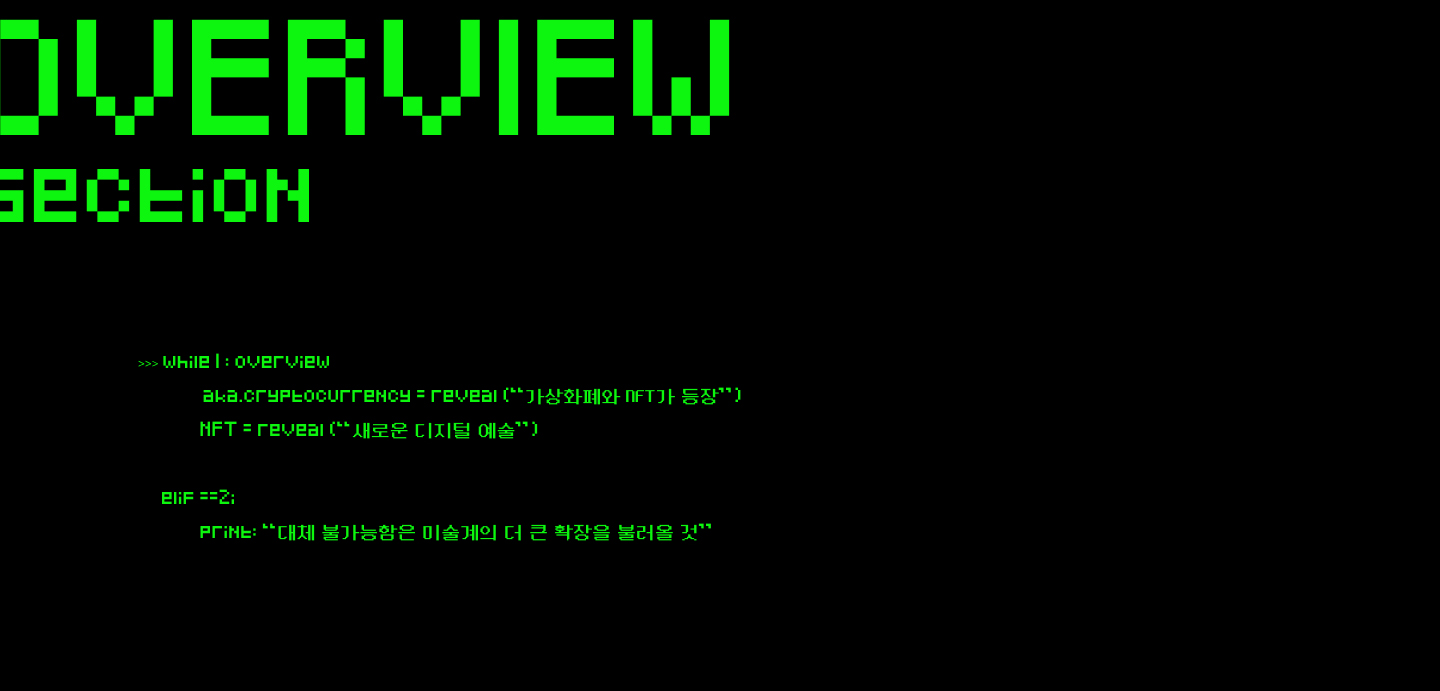 OVERVIEW
section
>>> while 1 : overview
aka.cryptocurrency = reveal (“가상화폐와 NFT가 등장”)
NFT = reveal (“새로운 디지털 예술”)
elif ==2;
print: “대체 불가능함은 미술계의 더 큰 확장을 불러올 것”